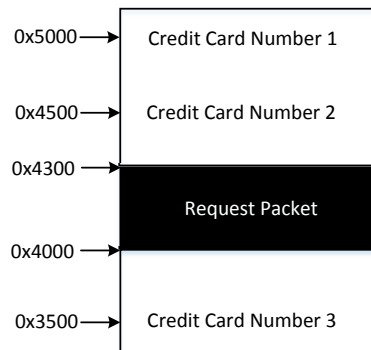 0x5000 Credit Card Number 1
0x4500 Credit Card Number 2
0x4300
Request Packet
0x4000
0x3500 Credit Card Number 3